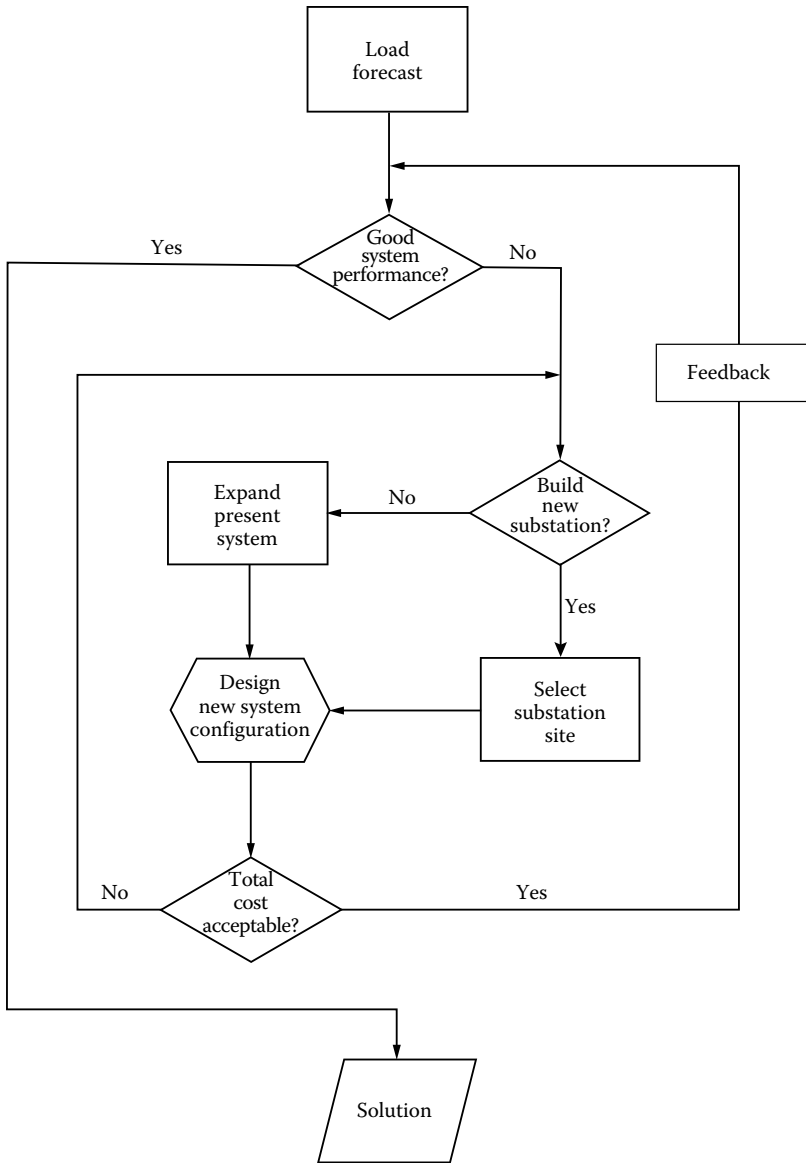 Load
forecast
Good
system
performance?
Yes
No
Feedback
Build
new
substation?
No
Expand
present
system
Yes
Design
new system
configuration
Select
substation
site
Total
cost
acceptable?
No
Yes
Solution